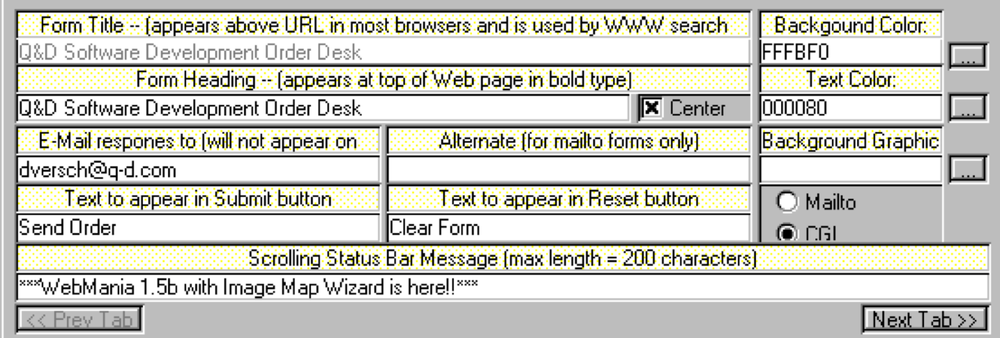 Form Title -- (appears above URL in most browsers and is used by WWW search
Backgound Color:
Q&D Software Development Order Desk
FFFBF0
...
Form Heading -- (appears at top of Web page in bold type)
Text Color:
Q&D Software Development Order Desk
Center
000080
...
E-Mail respones to (will not appear on
Alternate (for mailto forms only)
Background Graphic
dversch@q-d.com
...
Text to appear in Submit button
Text to appear in Reset button
Mailto
Send Order
Clear Form
CGI
Scrolling Status Bar Message (max length = 200 characters)
***WebMania 1.5b with Image Map Wizard is here!!***
<< Prev Tab
Next Tab >>